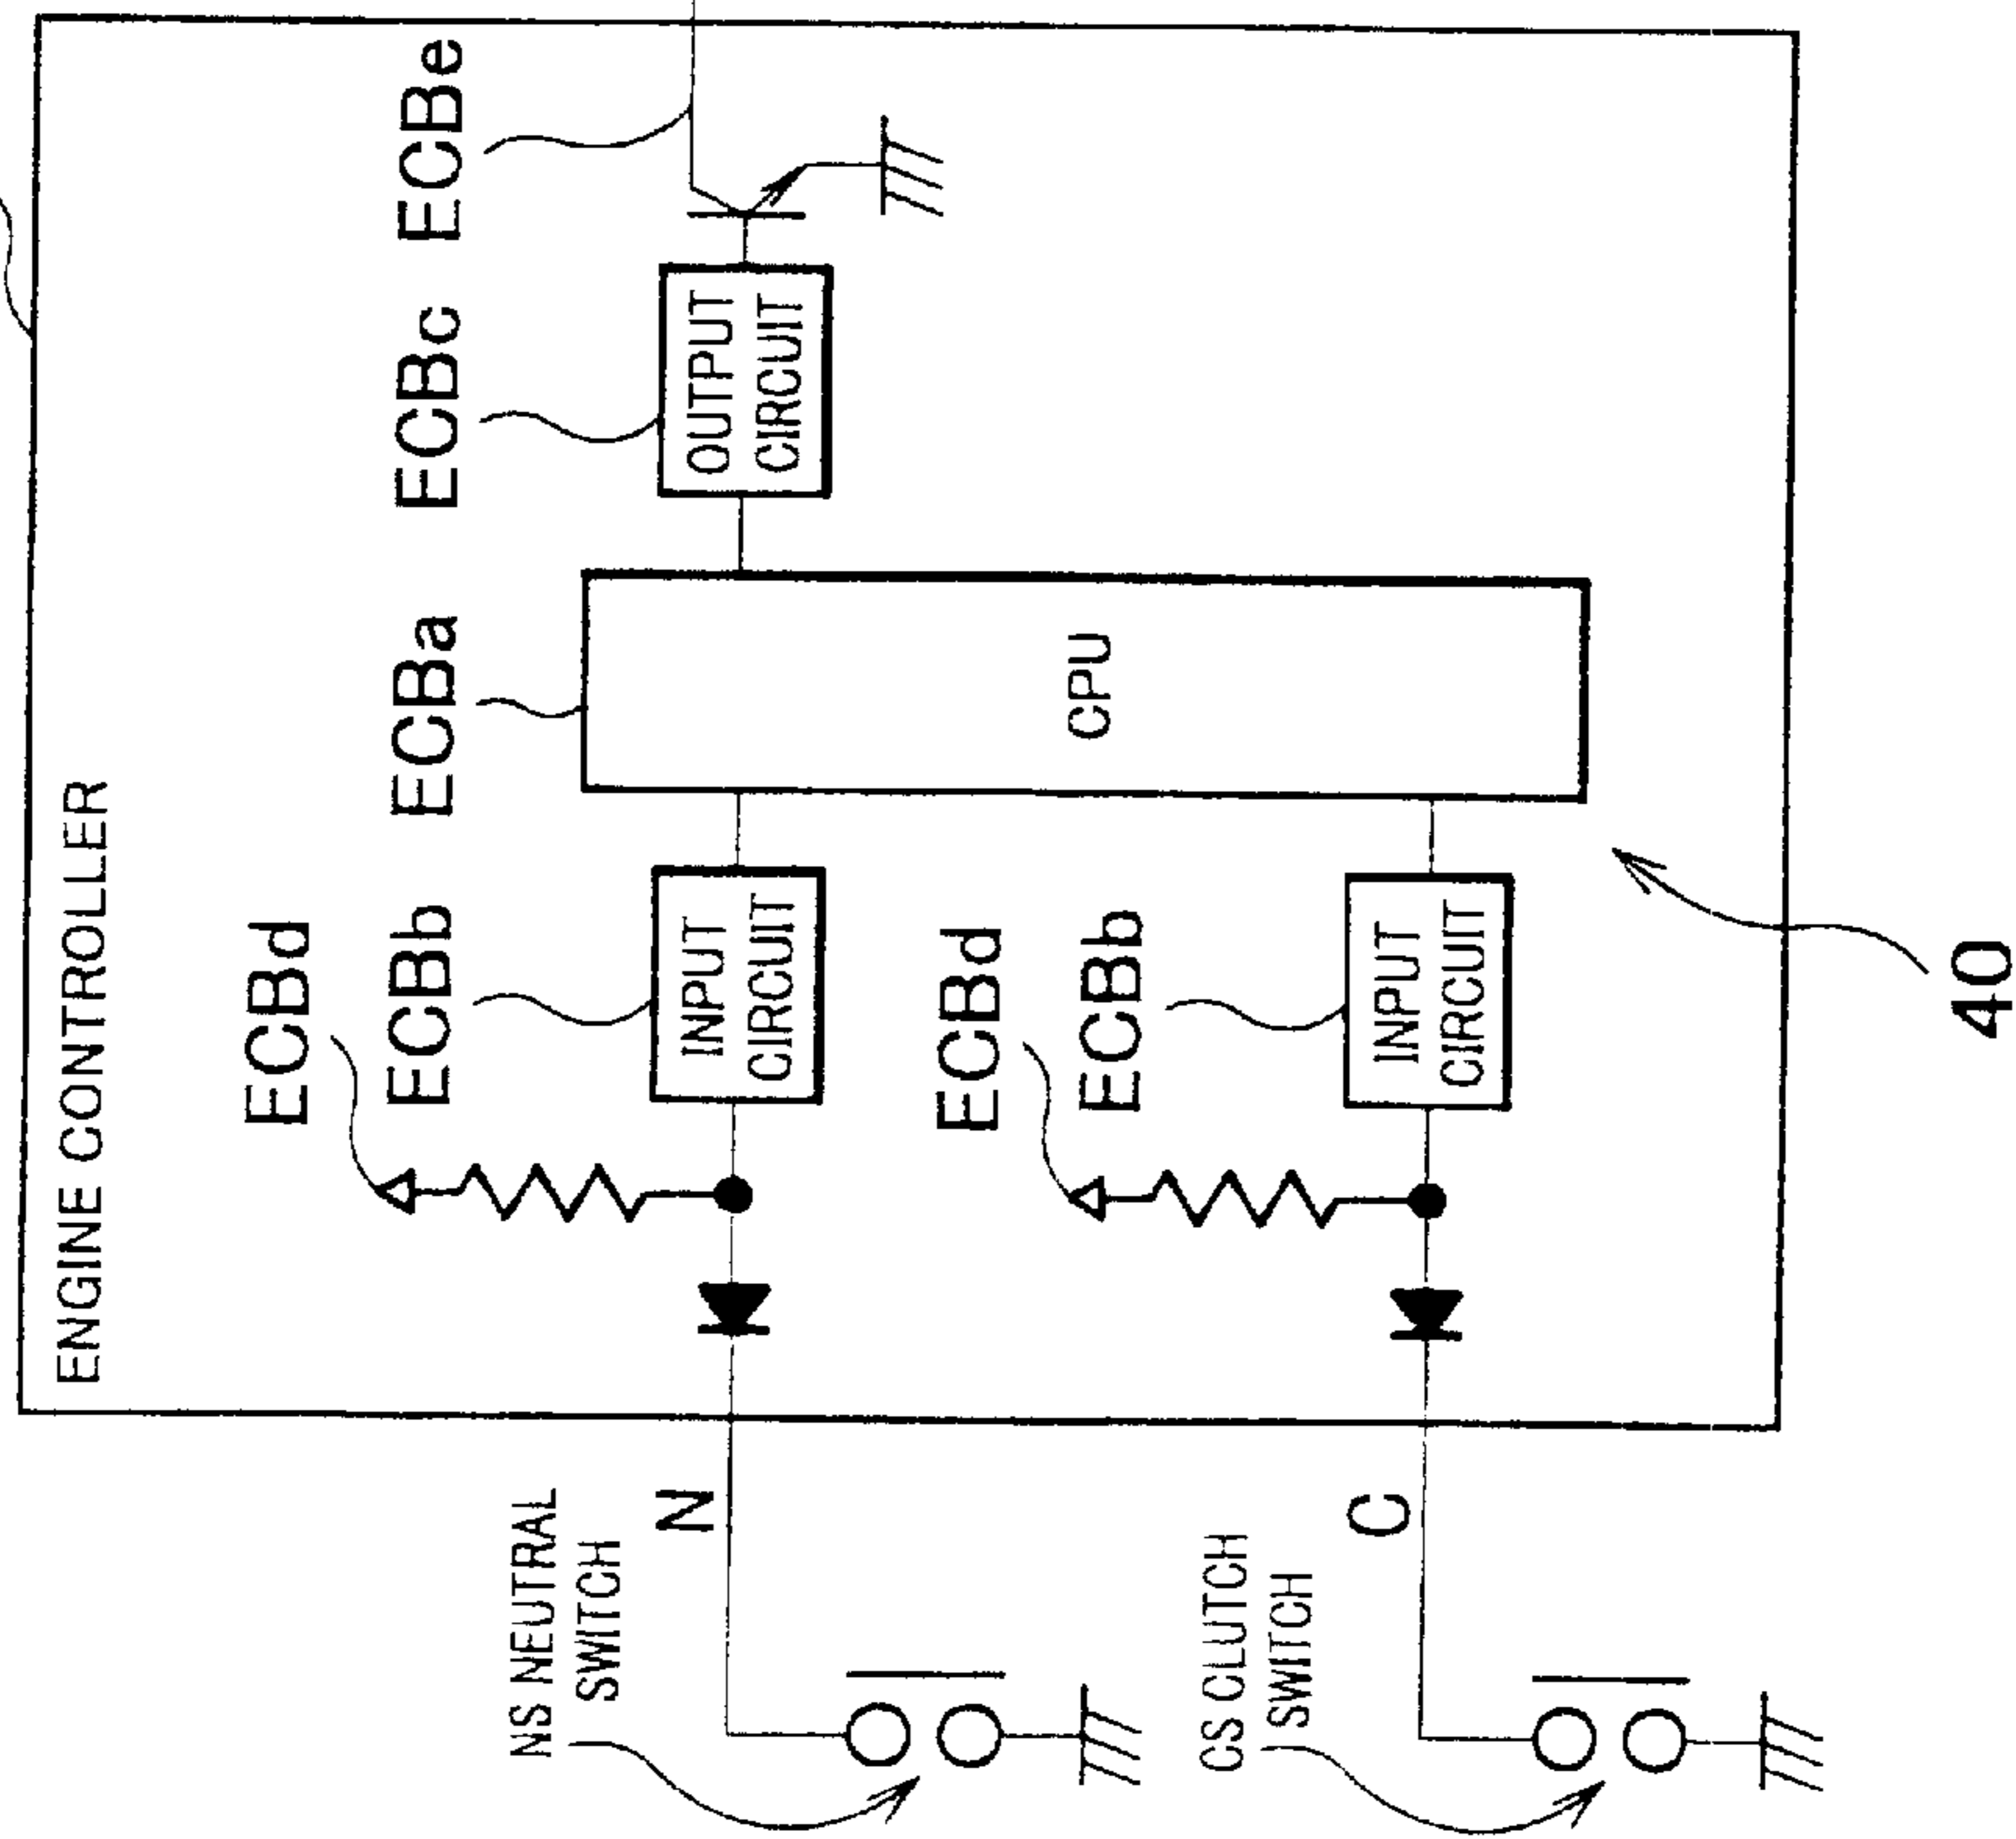 ENGINE CONTROLLER
NS NEUTRAL
SWITCH
N
ECBd
ECBb
INPUT
CIRCUIT
ECBa
CPU
ECBc
OUTPUT
CIRCUIT
ECBe
CS CLUTCH
SWITCH
C
ECBd
ECBb
INPUT
CIRCUIT
40